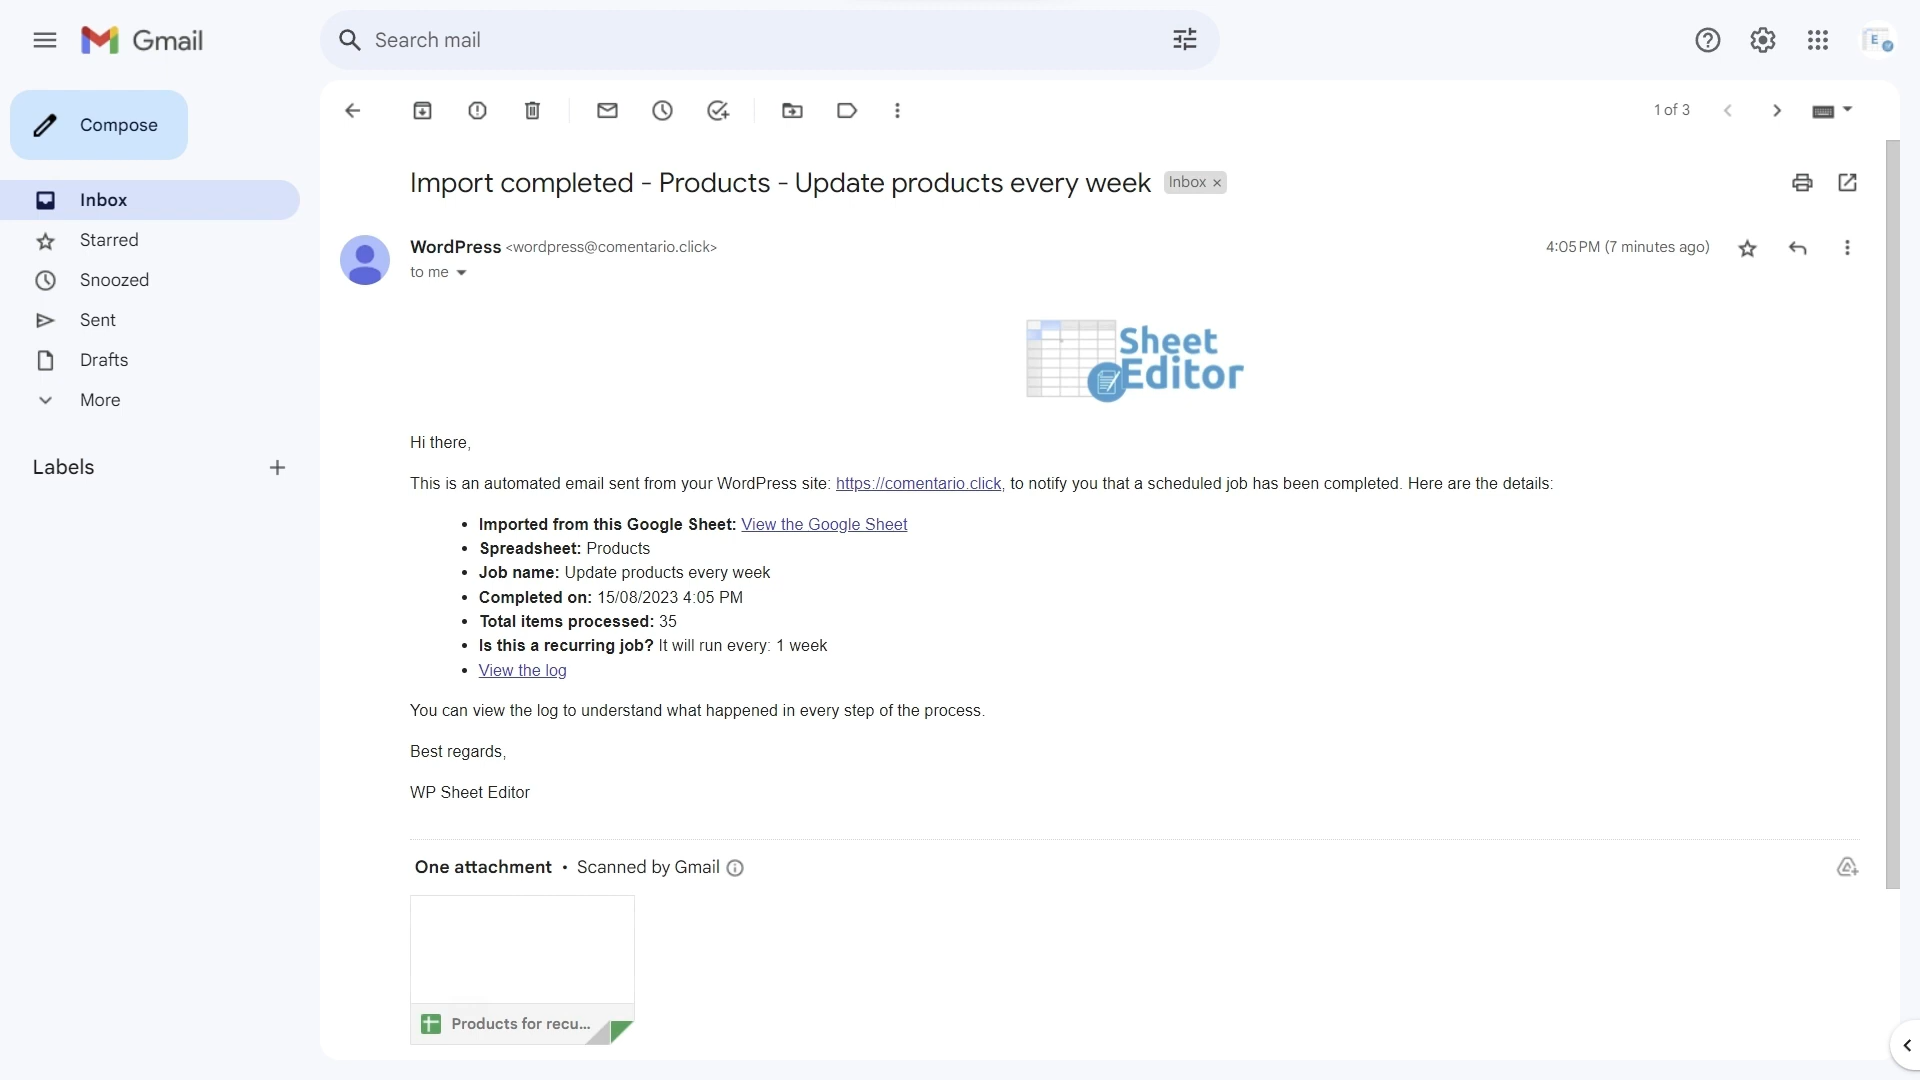 Gmail
Search mail
Compose
Inbox
Starred
Snoozed
Sent
Drafts
More
Labels
1 of 3
Import completed - Products - Update products every week
Inbox ×
WordPress <wordpress@comentario.click>
4:05 PM (7 minutes ago)
to me
Sheet
Editor
Hi there,
This is an automated email sent from your WordPress site: https://comentario.click, to notify you that a scheduled job has been completed. Here are the details:
• Imported from this Google Sheet: View the Google Sheet
• Spreadsheet: Products
• Job name: Update products every week
• Completed on: 15/08/2023 4:05 PM
• Total items processed: 35
• Is this a recurring job? It will run every: 1 week
• View the log
You can view the log to understand what happened in every step of the process.
Best regards,
WP Sheet Editor
One attachment • Scanned by Gmail
Products for recu...